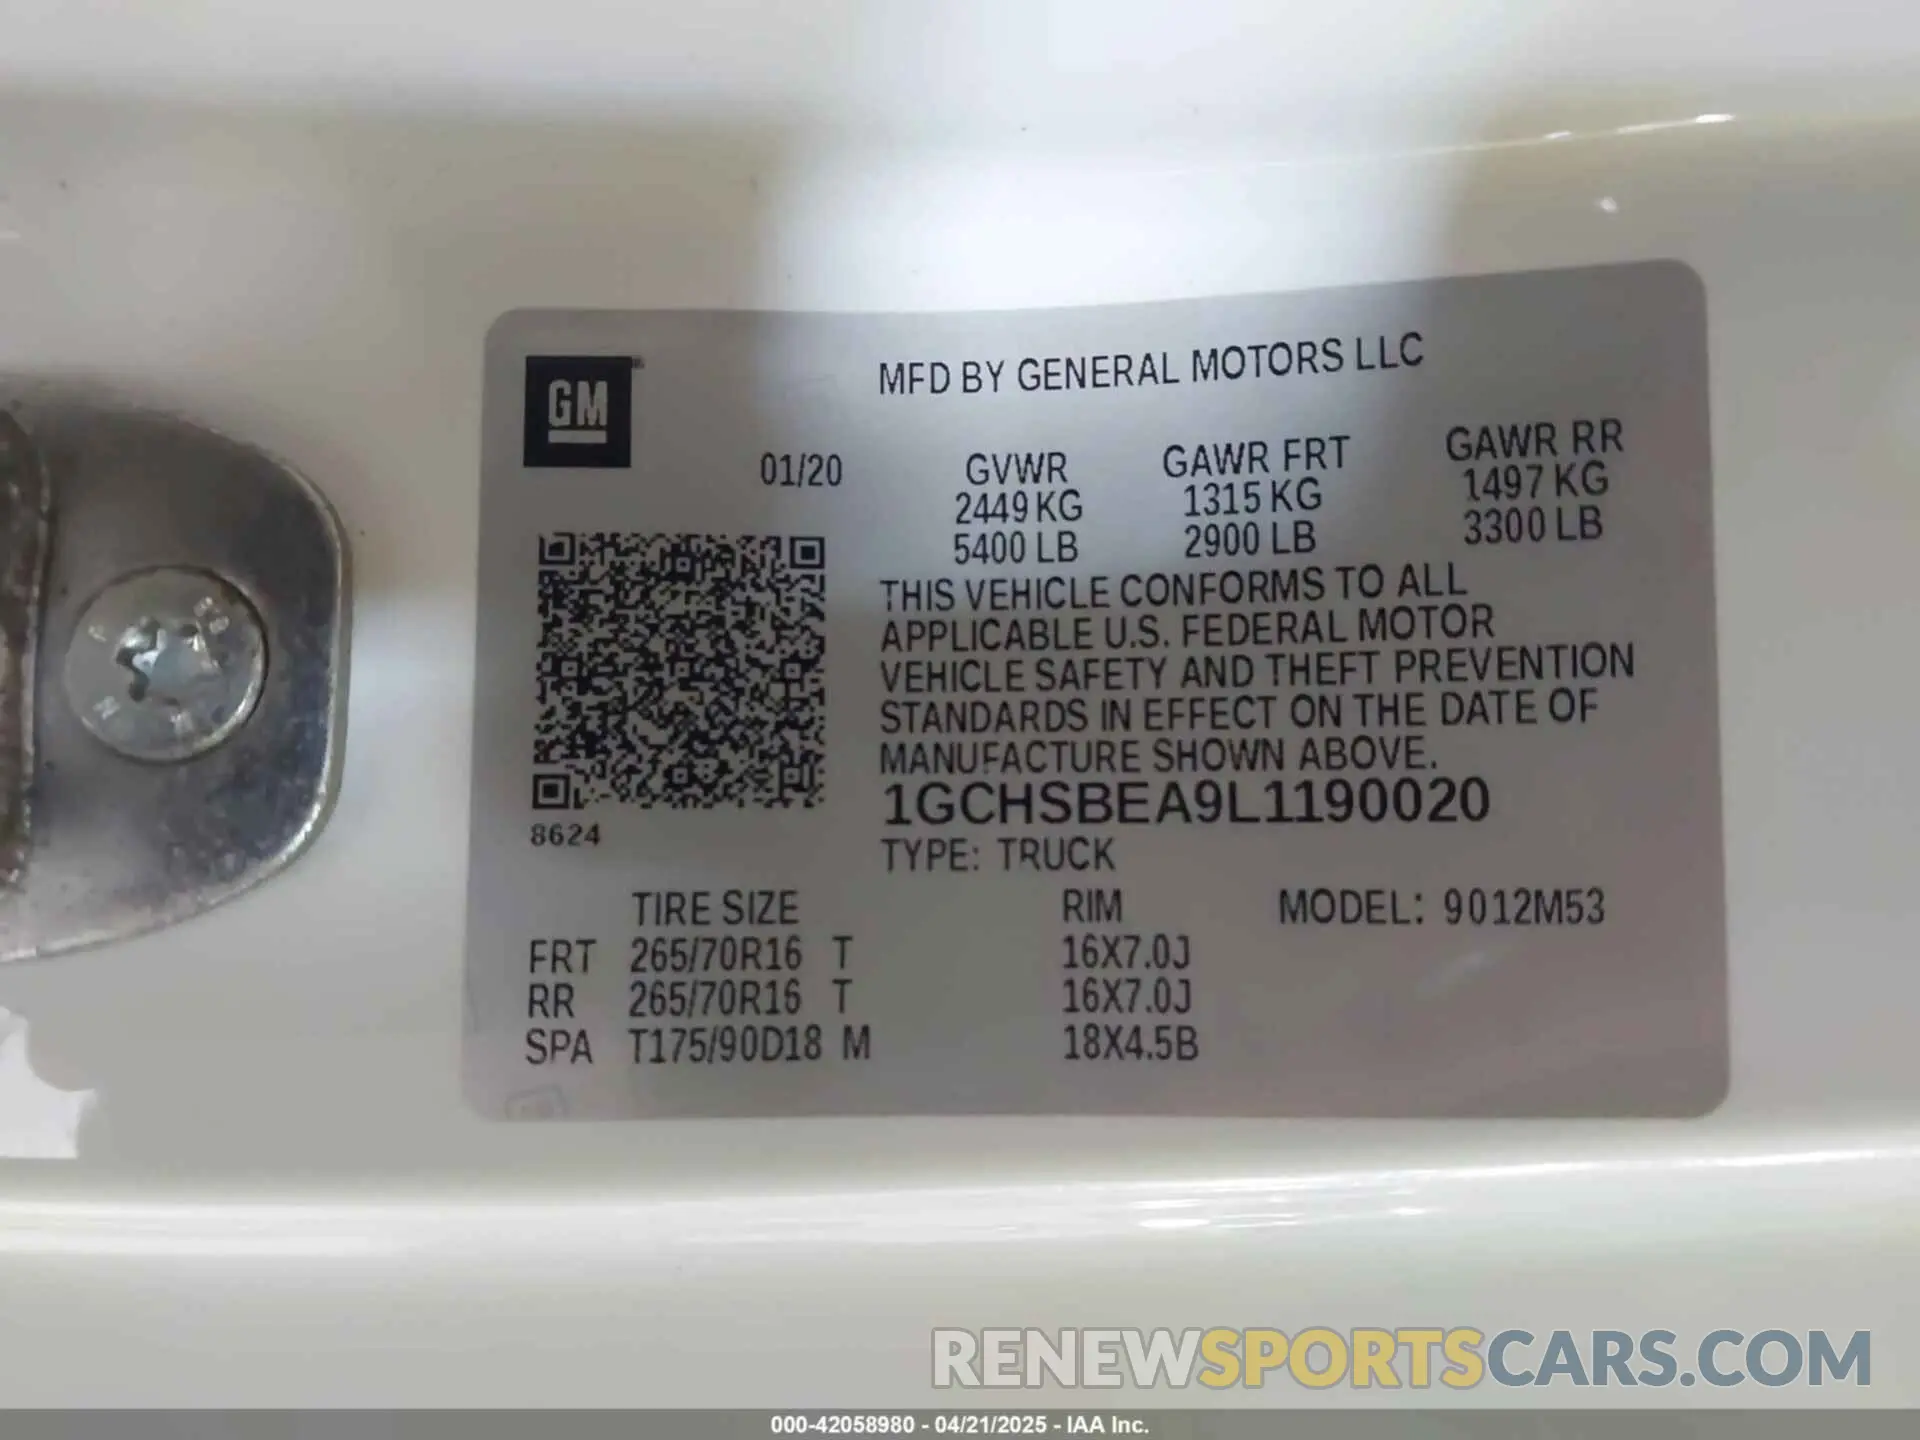 GM
MFD BY GENERAL MOTORS LLC
01/20
GVWR
2449 KG
5400 LB
GAWR FRT
1315 KG
2900 LB
GAWR RR
1497 KG
3300 LB
THIS VEHICLE CONFORMS TO ALL
APPLICABLE U.S. FEDERAL MOTOR
VEHICLE SAFETY AND THEFT PREVENTION
STANDARDS IN EFFECT ON THE DATE OF
MANUFACTURE SHOWN ABOVE.
1GCHSBEA9L1190020
8624
TYPE: TRUCK
TIRE SIZE RIM MODEL: 9012M53
FRT 265/70R16 T 16X7.0J
RR 265/70R16 T 16X7.0J
SPA T175/90D18 M 18X4.5B
RENEWSPORTSCARS.COM
000-42058980 - 04/21/2025 - IAA Inc.